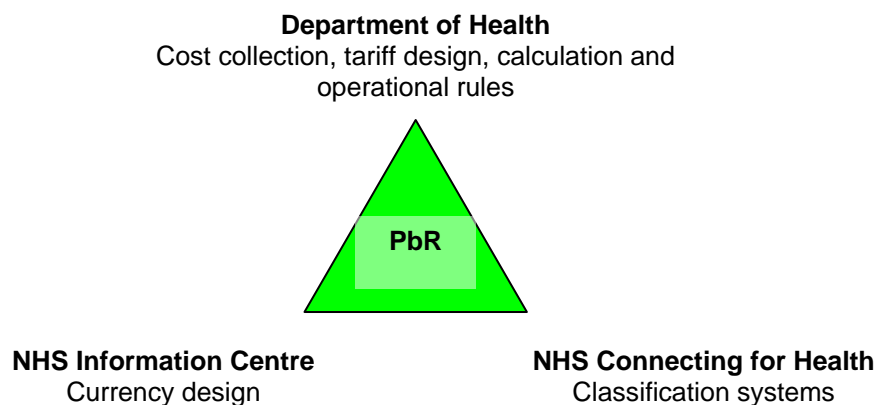 Department of Health
Cost collection, tariff design, calculation and
operational rules
PbR
NHS Information Centre
Currency design
NHS Connecting for Health
Classification systems